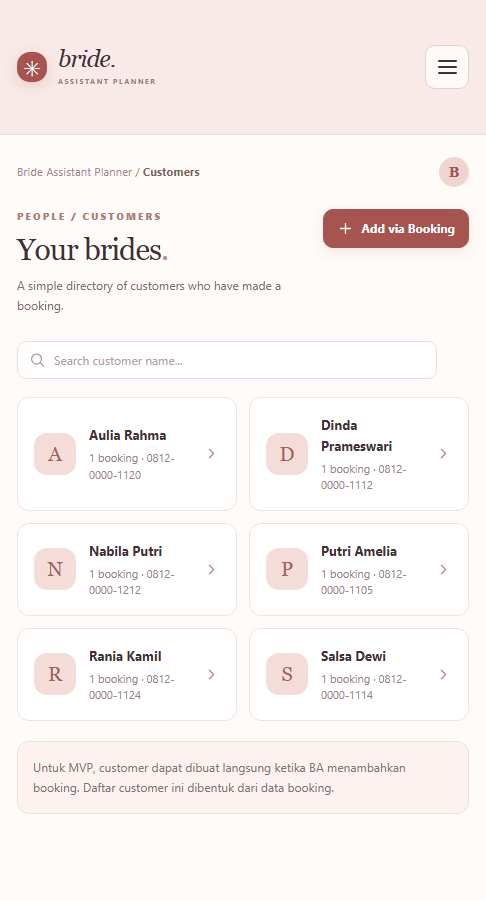 bride.
ASSISTANT PLANNER
Bride Assistant Planner / Customers
B
PEOPLE / CUSTOMERS
Your brides.
A simple directory of customers who have made a
booking.
+ Add via Booking
Search customer name...
A
Aulia Rahma
1 booking · 0812-
0000-1120
D
Dinda
Prameswari
1 booking · 0812-
0000-1112
N
Nabila Putri
1 booking · 0812-
0000-1212
P
Putri Amelia
1 booking · 0812-
0000-1105
R
Rania Kamil
1 booking · 0812-
0000-1124
S
Salsa Dewi
1 booking · 0812-
0000-1114
Untuk MVP, customer dapat dibuat langsung ketika BA menambahkan
booking. Daftar customer ini dibentuk dari data booking.